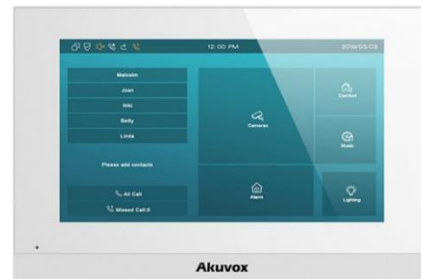 12:00 PM
2019/03/03
Malcolm
Joan
Niki
Betty
Linda
Please add contacts
All Call
Missed Call:0
Cameras
Alarm
Comfort
Music
Lighting
Akuvox